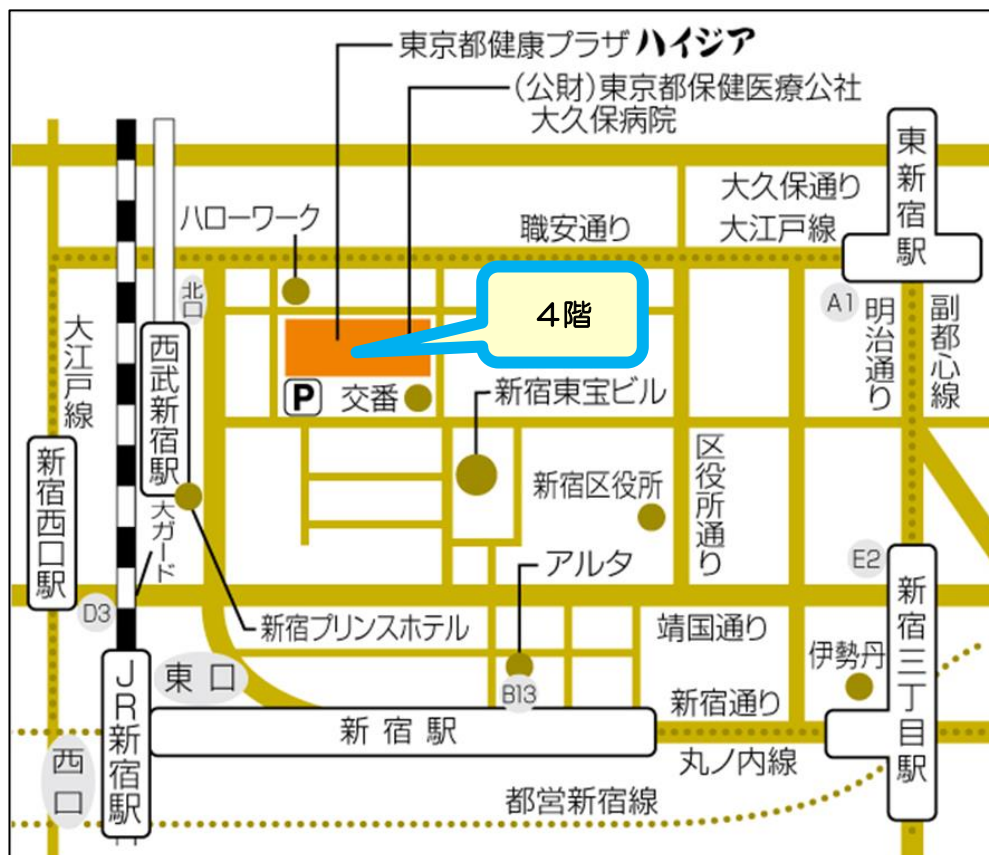 東京都健康プラザ ハイジア
(公財)東京都保健医療公社
大久保病院
東新宿駅
大久保通り
大江戸線
職安通り
ハローワーク
北口
4階
A1
明治通り
副都心線
大江戸線
西武新宿駅
P
交番
新宿東宝ビル
新宿西口駅
大ガード
新宿区役所
区役所通り
アルタ
E2
D3
新宿プリンスホテル
靖国通り
新宿三丁目駅
伊勢丹
東口
B13
新宿通り
JR新宿駅
新宿駅
西口
丸ノ内線
都営新宿線